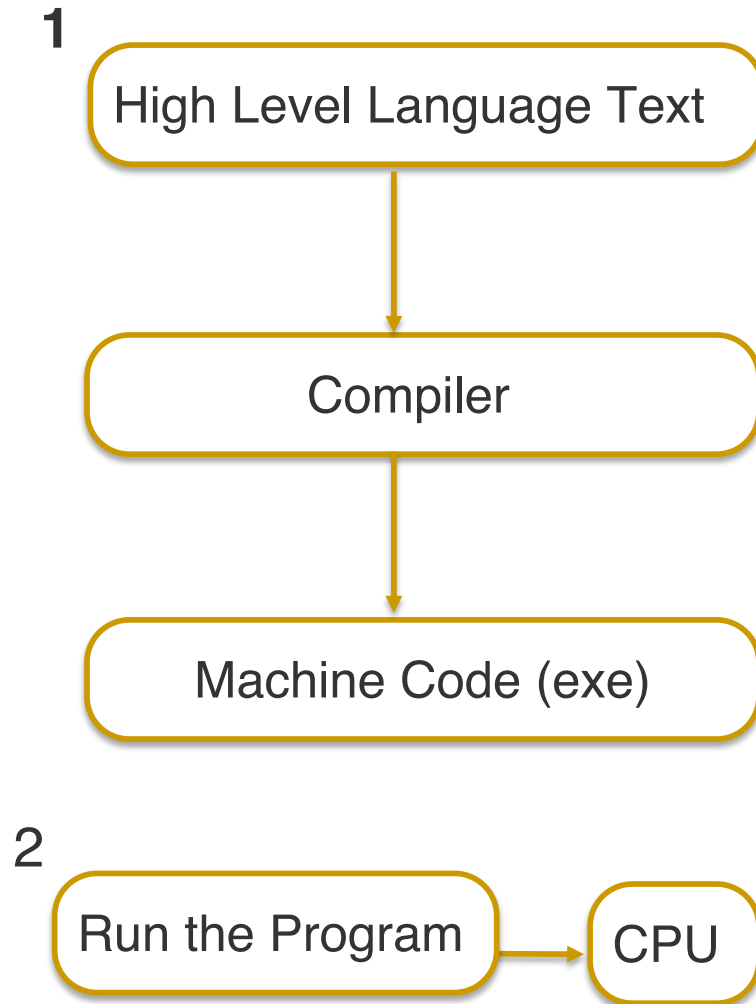 1
High Level Language Text
Compiler
Machine Code (exe)
2
Run the Program
CPU